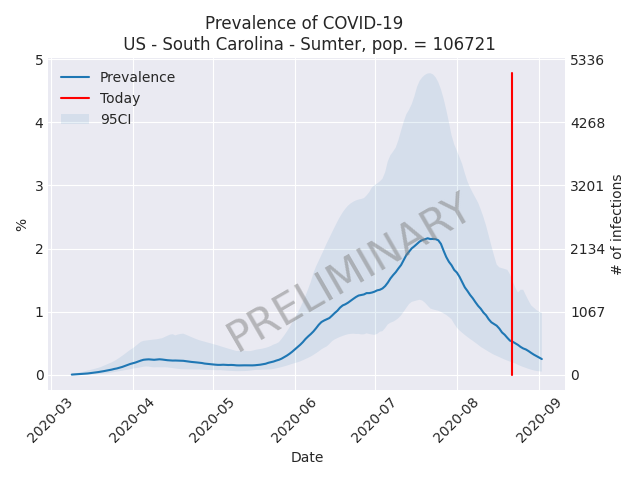 Prevalence of COVID-19
US - South Carolina - Sumter, pop. = 106721
Prevalence
Today
95CI
5
4
3
2
1
0
%
5336
4268
3201
2134
1067
0
# of infections
PRELIMINARY
2020-03
2020-04
2020-05
2020-06
2020-07
2020-08
2020-09
Date